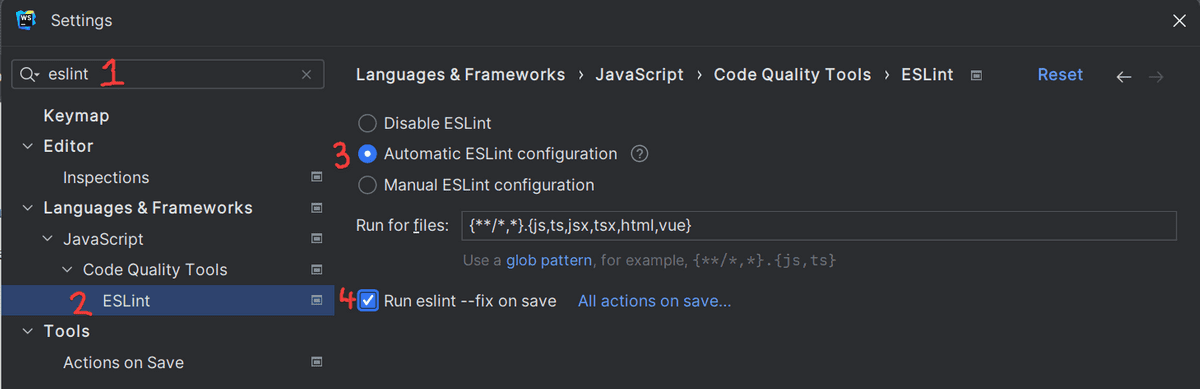 WS
Settings
eslint 1
Keymap
Editor
Inspections
Languages & Frameworks
JavaScript
Code Quality Tools
2 ESLint
Tools
Actions on Save
Languages & Frameworks › JavaScript › Code Quality Tools › ESLint Reset
Disable ESLint
3 Automatic ESLint configuration ?
Manual ESLint configuration
Run for files: {**/*,*}.{js,ts,jsx,tsx,html,vue}
Use a glob pattern, for example, {**/*,*}.{js,ts}
4 Run eslint --fix on save All actions on save...